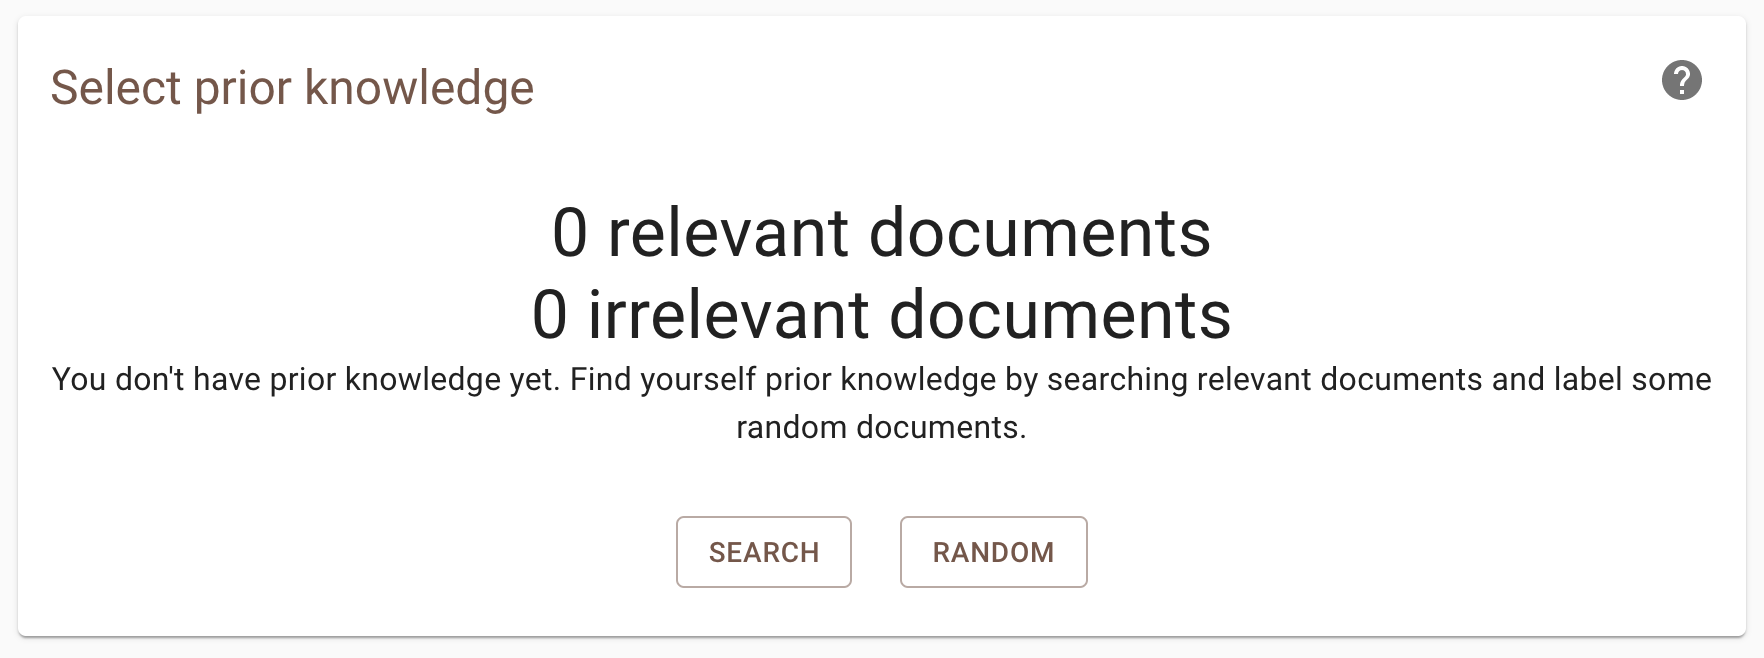 Select prior knowledge
?
0 relevant documents
0 irrelevant documents
You don't have prior knowledge yet. Find yourself prior knowledge by searching relevant documents and label some
random documents.
SEARCH
RANDOM